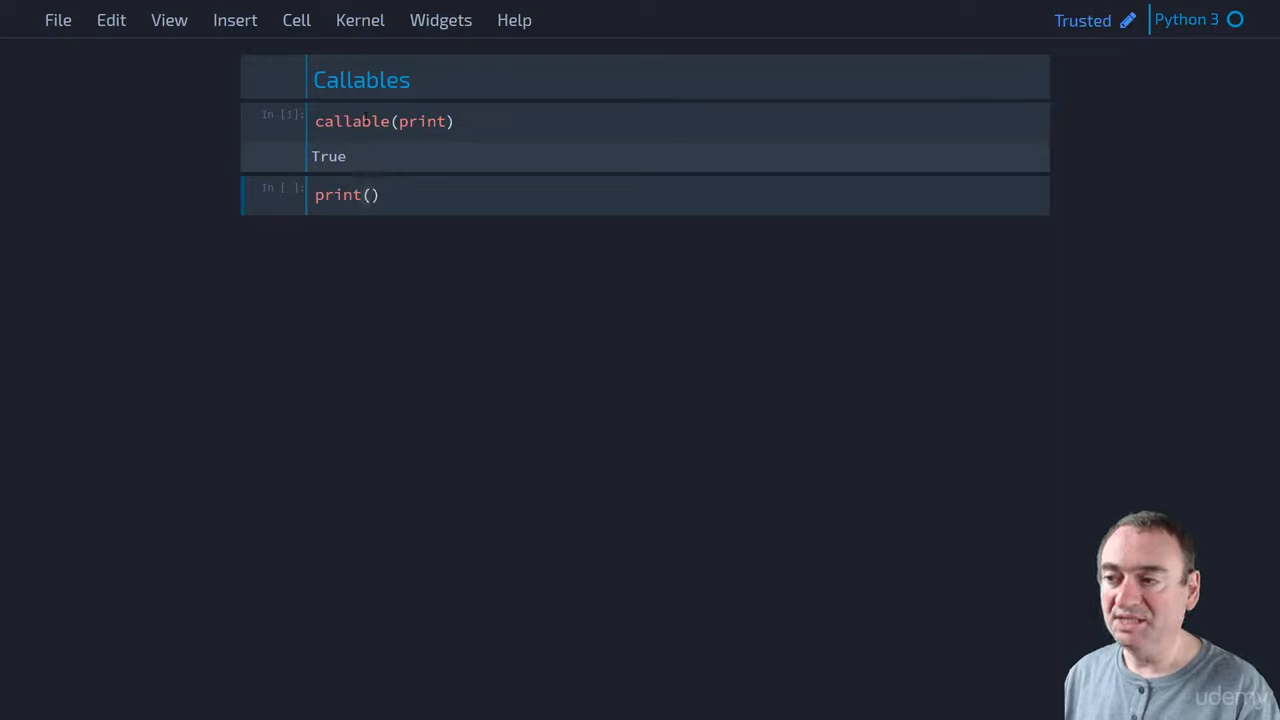 File Edit View Insert Cell Kernel Widgets Help Trusted Python 3
Callables
In [1]: callable(print)
True
In [ ]: print()
udemy